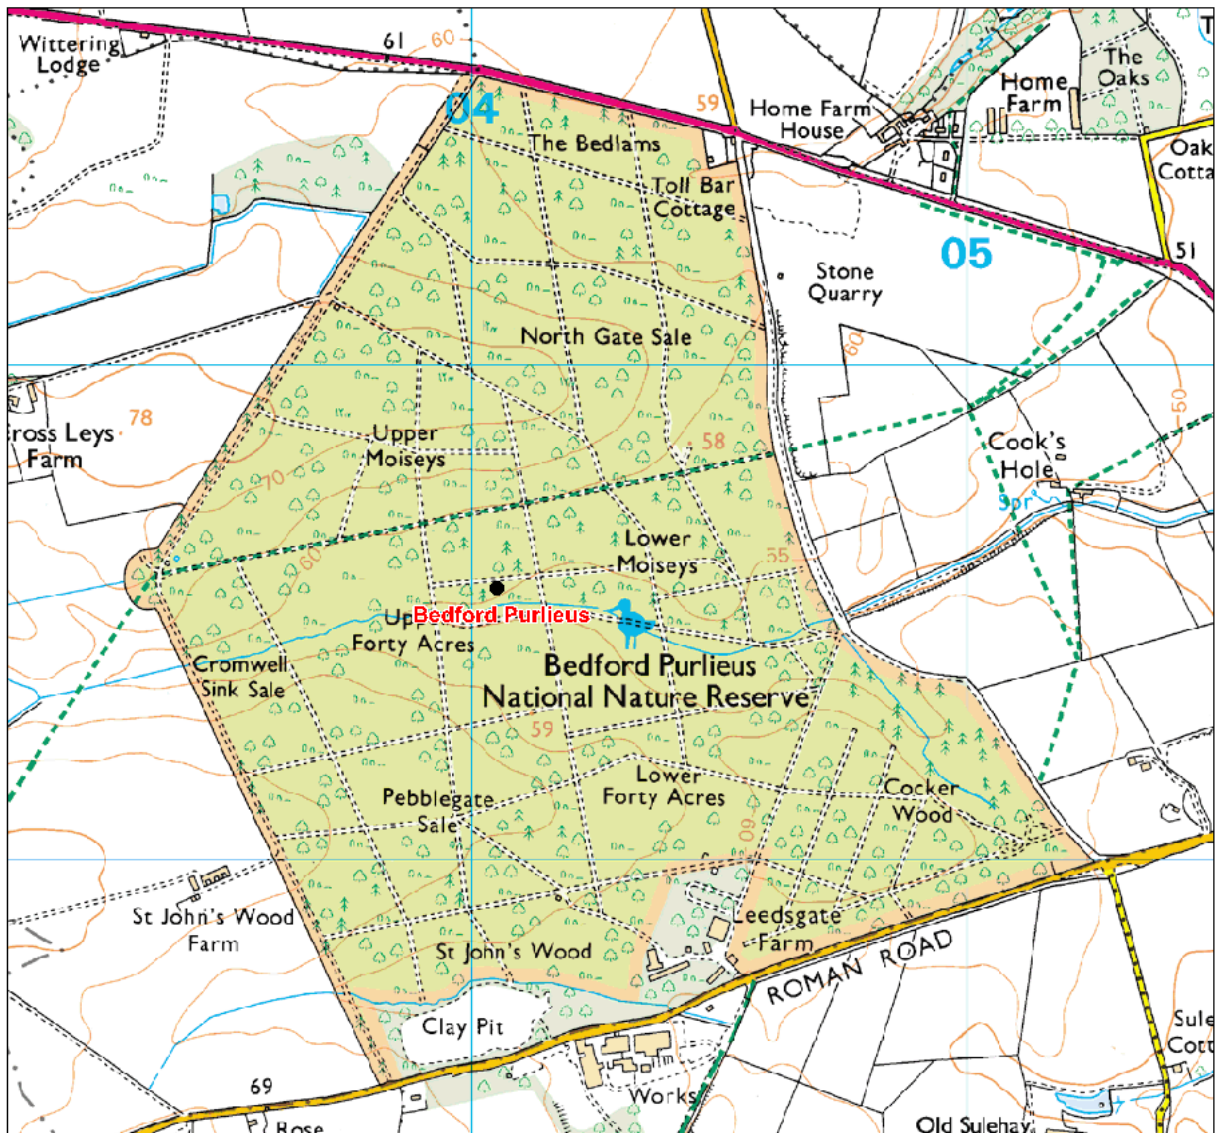 Wittering
Lodge
61
60
04
59
The Bedlams
Toll Bar
Cottage
Home Farm
House
Home
Farm
The
Oaks
T
Oak
Cotta
05
51
Stone
Quarry
North Gate Sale
60
50
78
ross Leys
Farm
Upper
Moiseys
58
70
Cook's
Hole
Spr
60
Lower
Moiseys
55
Bedford Purlieus
Forty Acres
Cromwell
Sink Sale
Bedford Purlieus
National Nature Reserve
59
Pebblegate
Sale
Lower
Forty Acres
Cocker
Wood
60
St John's Wood
Farm
St John's Wood
Leedsgate
Farm
ROMAN ROAD
Clay Pit
69
Works
Rose
Sule
Cott
Old Sulehay